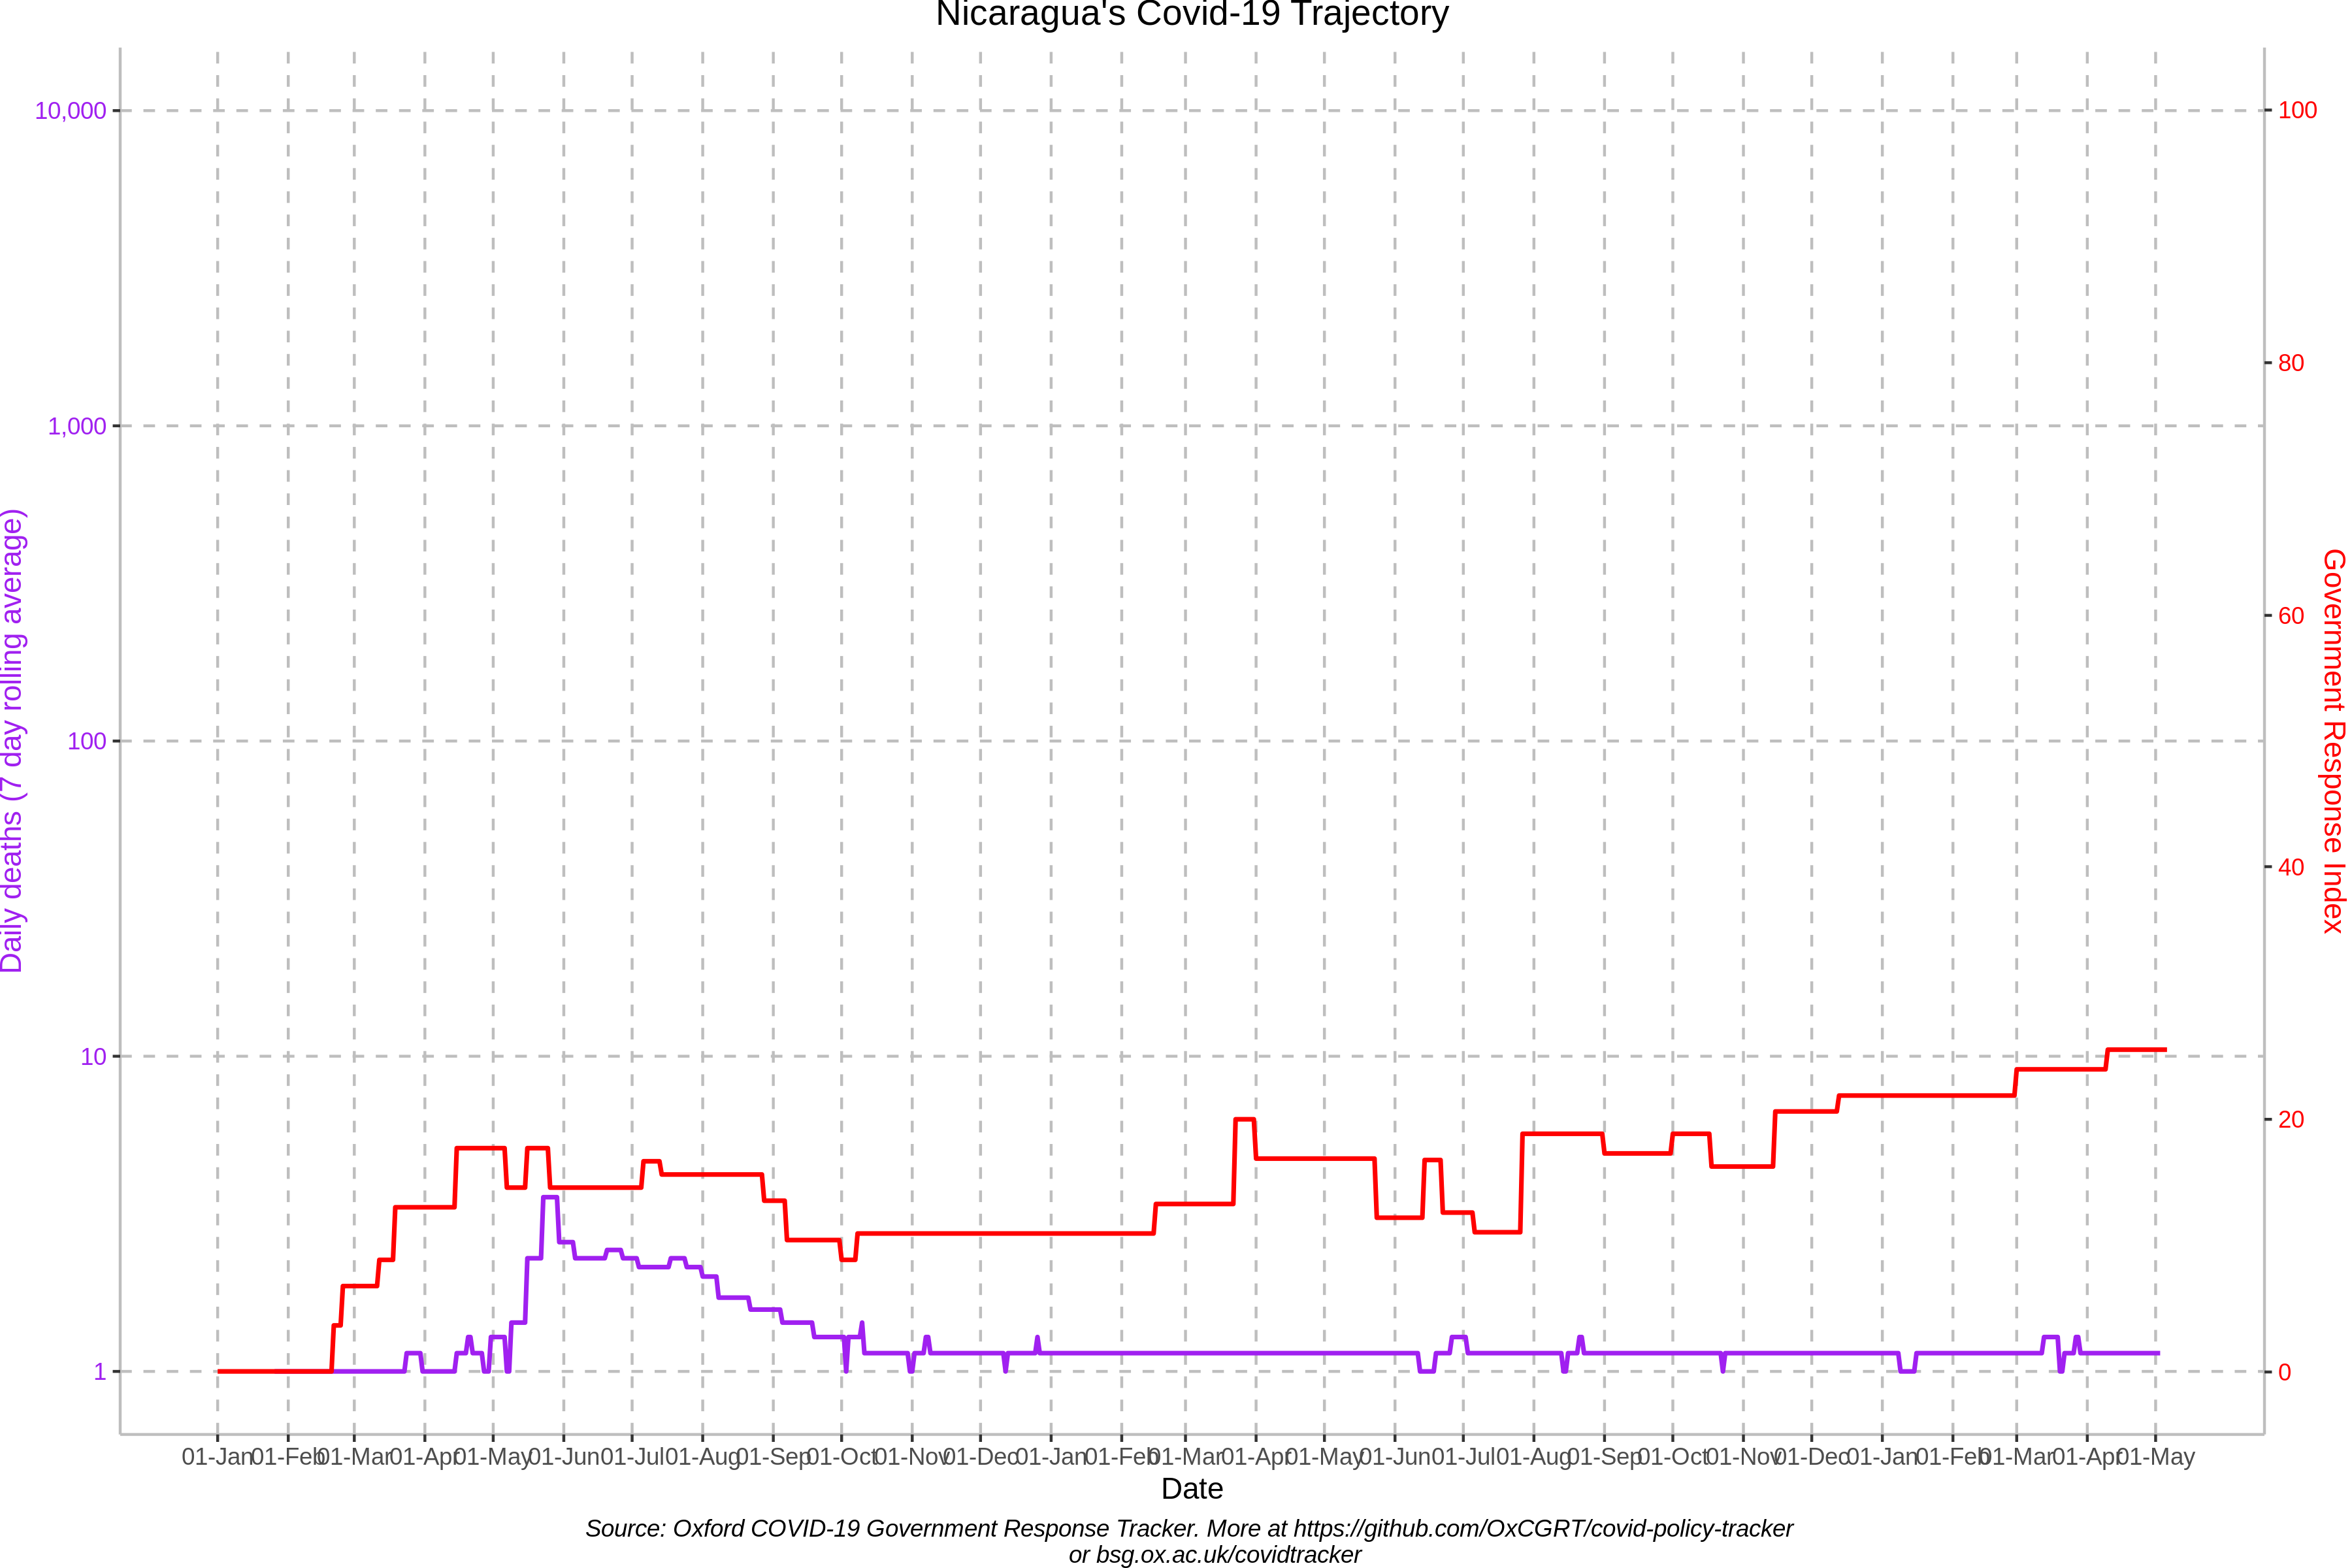 Nicaragua's Covid-19 Trajectory
10,000
1,000
100
10
1
Daily deaths (7 day rolling average)
100
80
60
40
20
0
Government Response Index
01-Jan 01-Feb 01-Mar 01-Apr 01-May 01-Jun 01-Jul 01-Aug 01-Sep 01-Oct 01-Nov 01-Dec 01-Jan 01-Feb 01-Mar 01-Apr 01-May 01-Jun 01-Jul 01-Aug 01-Sep 01-Oct 01-Nov 01-Dec 01-Jan 01-Feb 01-Mar 01-Apr 01-May
Date
Source: Oxford COVID-19 Government Response Tracker. More at https://github.com/OxCGRT/covid-policy-tracker
or bsg.ox.ac.uk/covidtracker